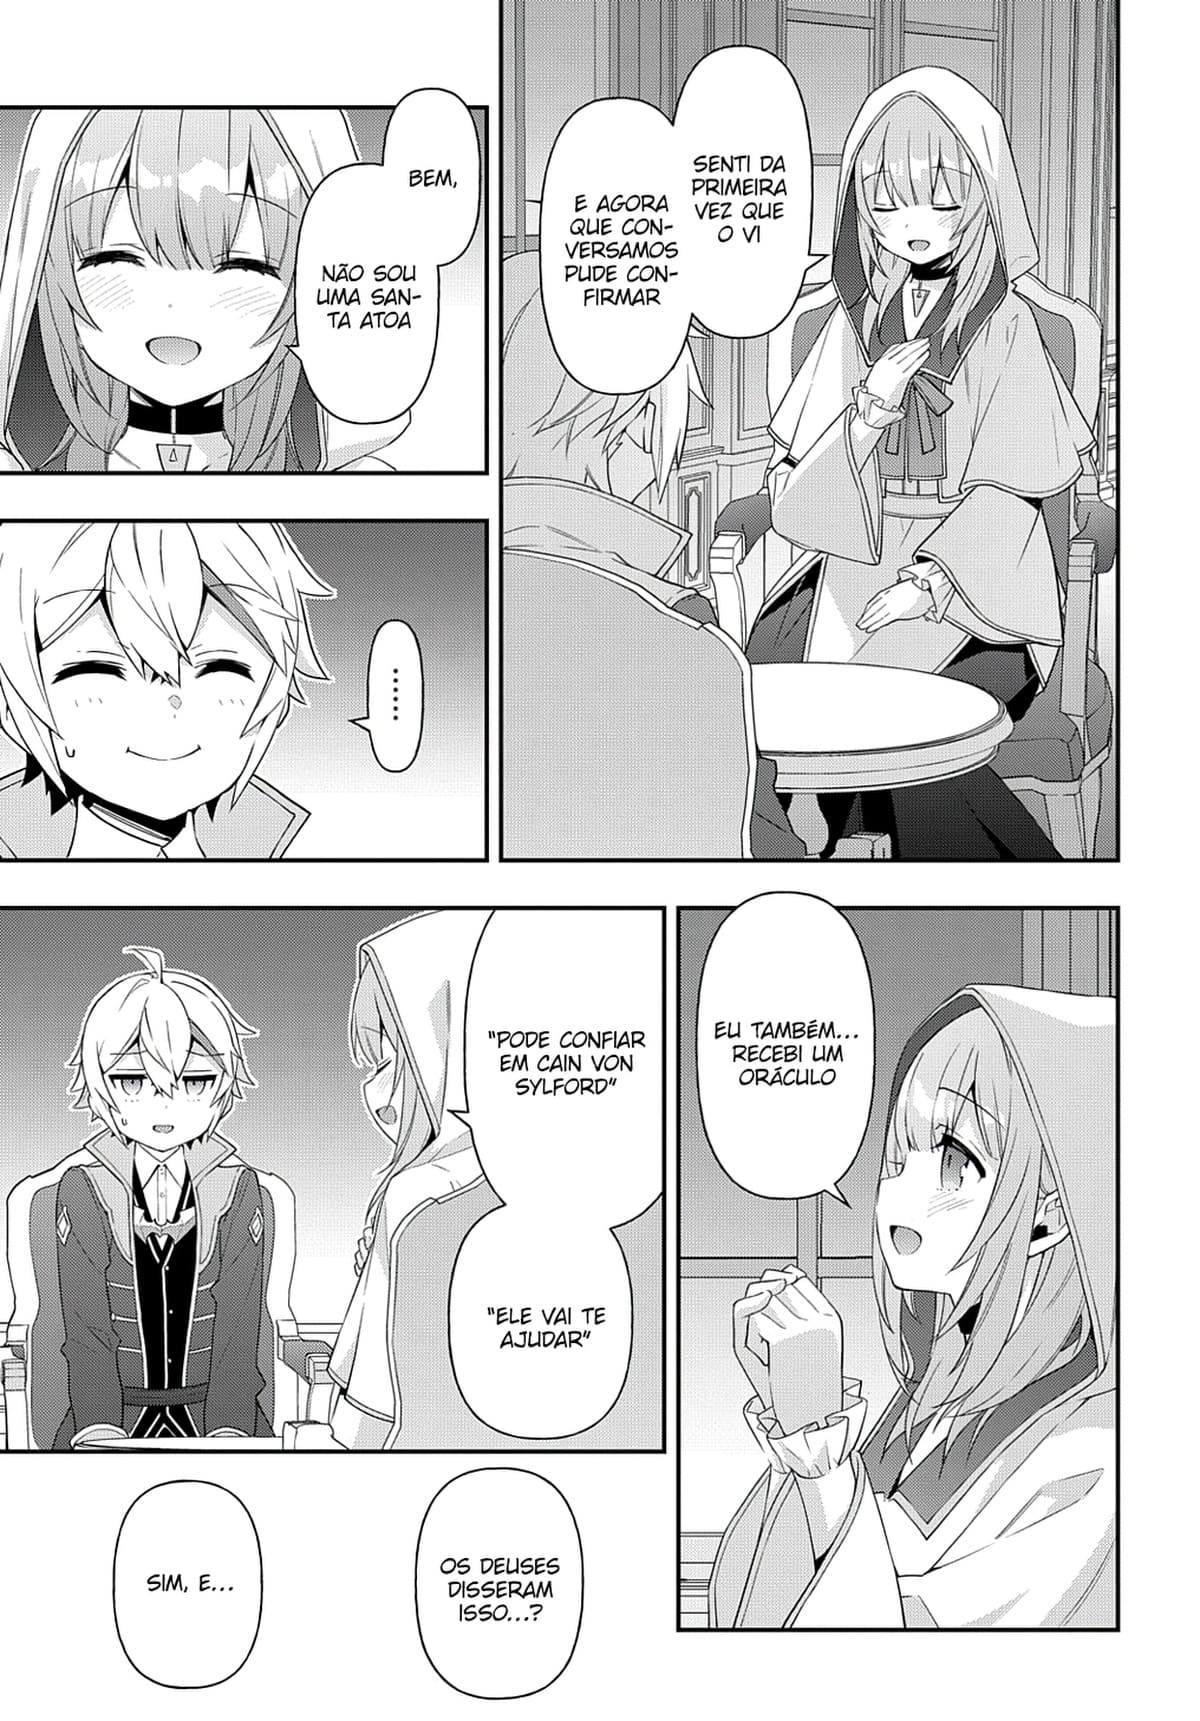 SENTI DA
PRIMEIRA
VEZ QUE
O VI
E AGORA
QUE CON-
VERSAMOS
PUDE CON-
FIRMAR
BEM,
NÃO SOU
UMA SAN-
TA ATOA
........
EU TAMBÉM...
RECEBI UM
ORÁCULO
"PODE CONFIAR
EM CAIN VON
SYLFORD"
"ELE VAI TE
AJUDAR"
OS DEUSES
DISSERAM
ISSO...?
SIM, E...